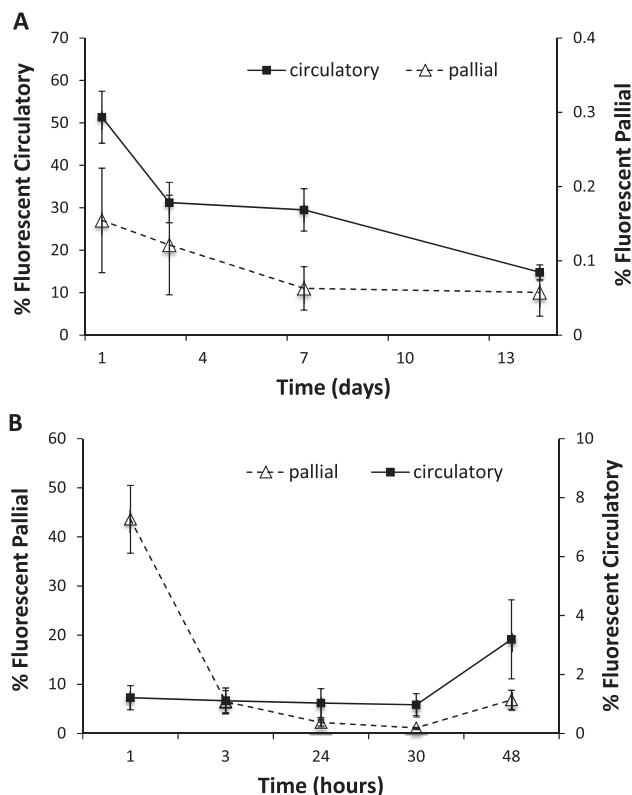 A
70
60
50
40
30
20
10
0
% Fluorescent Circulatory
circulatory pallial
0.4
0.3
0.2
0.1
0
% Fluorescent Pallial
1 4 7 10 13
Time (days)
B
60
50
40
30
20
10
0
% Fluorescent Pallial
pallial circulatory
10
8
6
4
2
0
% Fluorescent Circulatory
1 3 24 30 48
Time (hours)